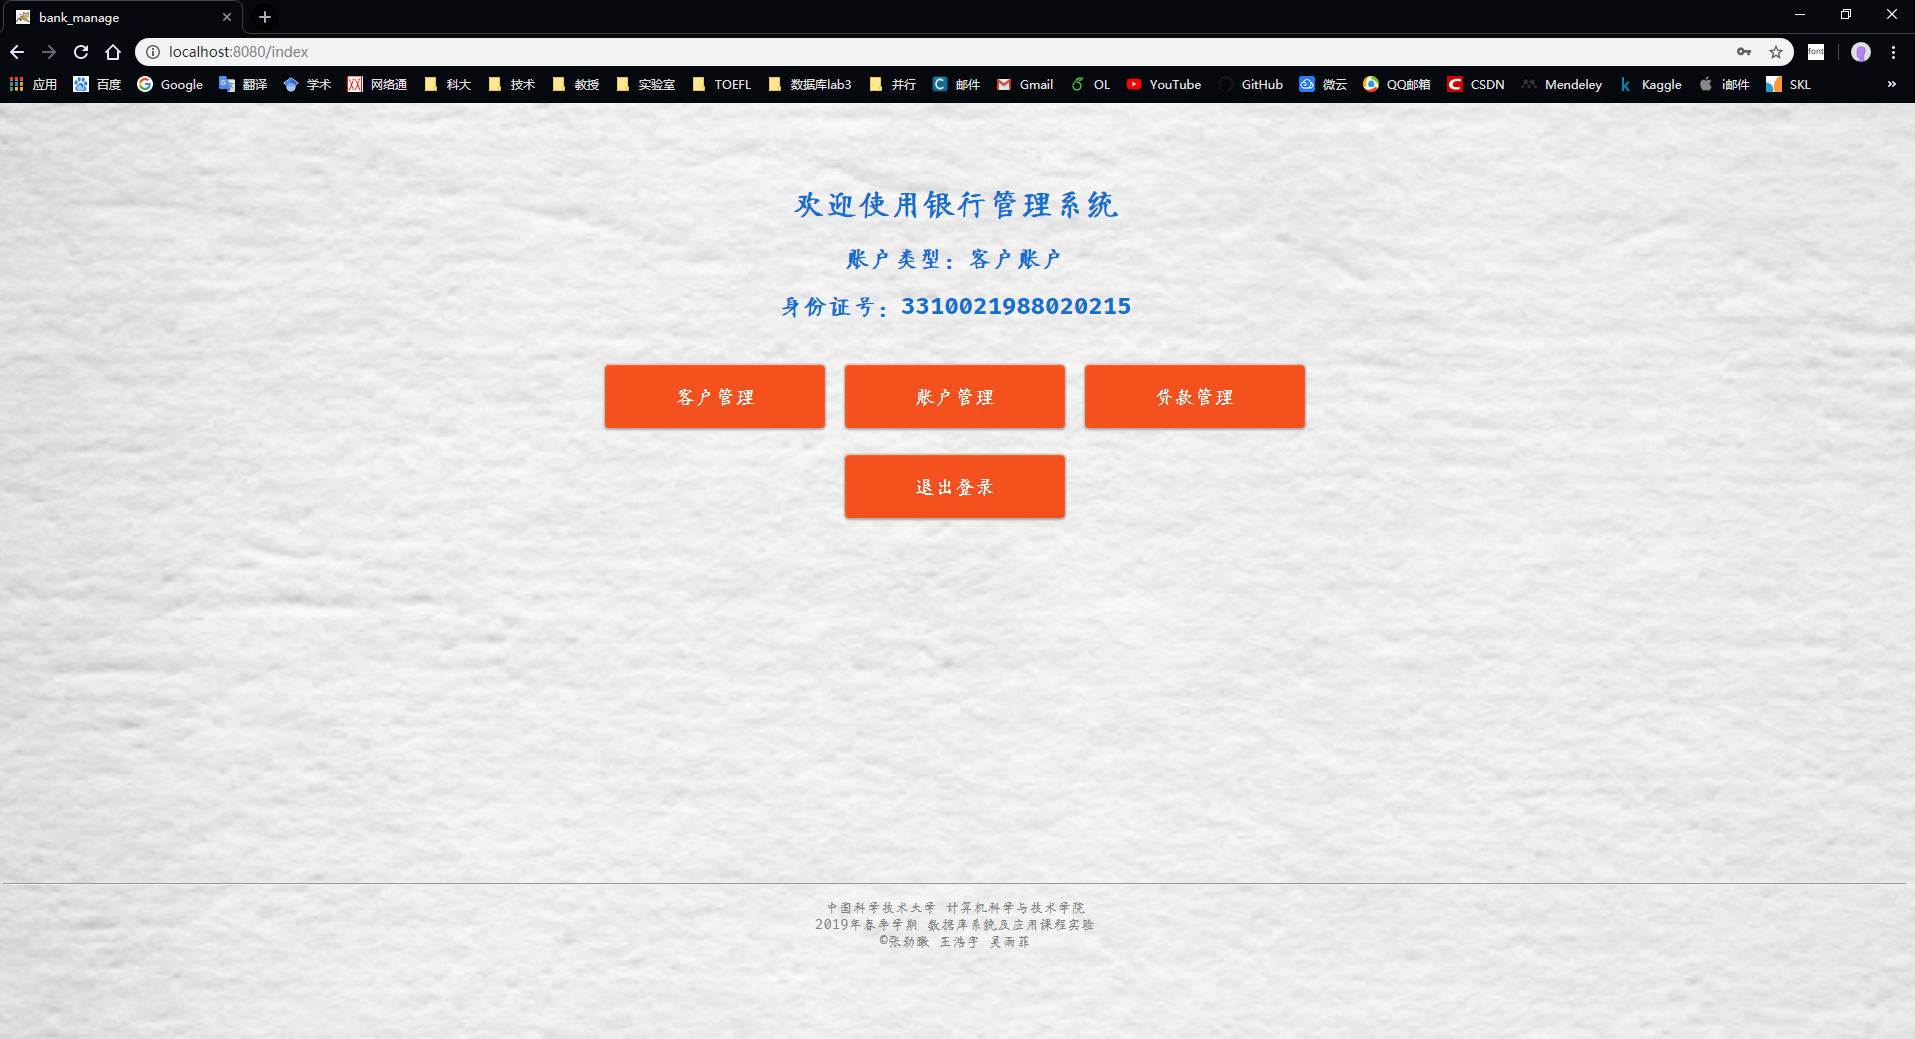 bank_manage
localhost:8080/index
font
应用 百度 Google 翻译 学术 网络通 科大 技术 教授 实验室 TOEFL 数据库lab3 并行 邮件 Gmail OL YouTube GitHub 微云 QQ邮箱 CSDN Mendeley Kaggle i邮件 SKL »
欢迎使用银行管理系统
账户类型：客户账户
身份证号：3310021988020215
客户管理 账户管理 贷款管理
退出登录
中国科学技术大学 计算机科学与技术学院
2019年春季学期 数据库系统及应用课程实验
©张劲暾 王浩宇 吴雨菲